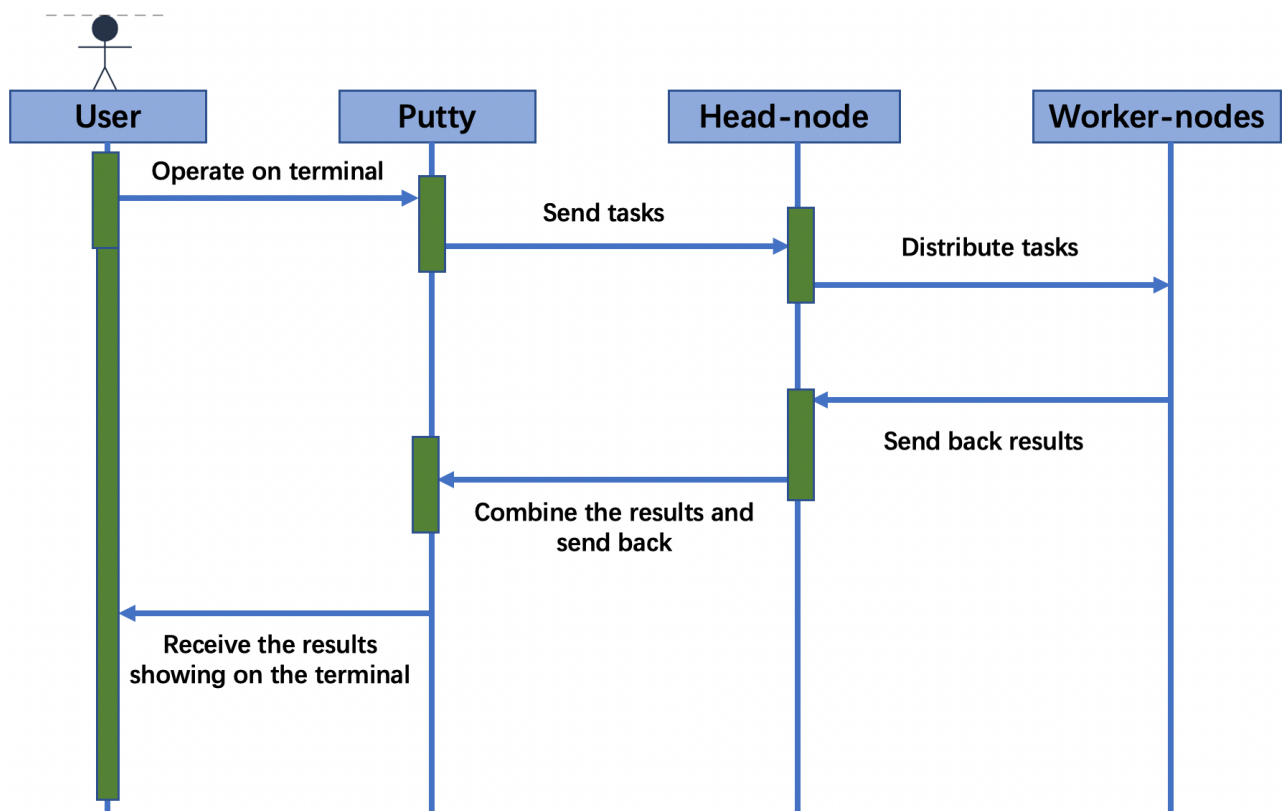 User
Putty
Head-node
Worker-nodes
Operate on terminal
Send tasks
Distribute tasks
Send back results
Combine the results and
send back
Receive the results
showing on the terminal